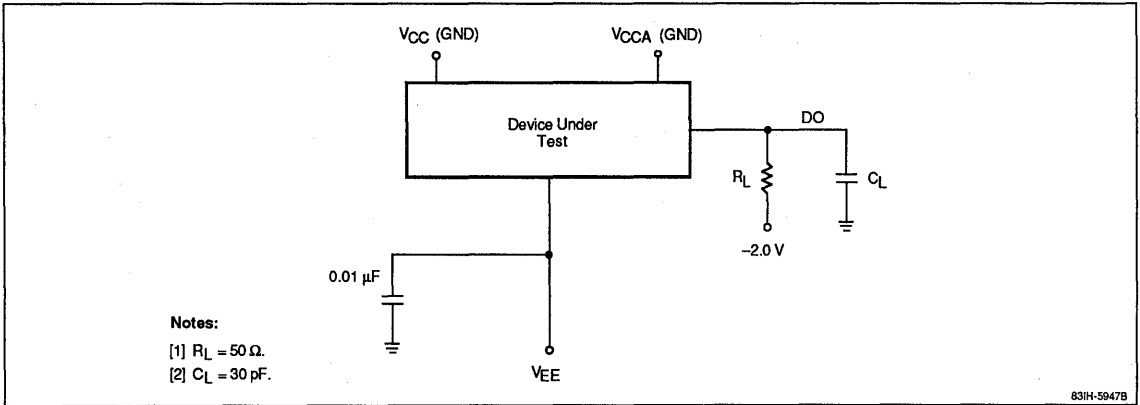 VCC (GND)
VCCA (GND)
Device Under
Test
DO
RL
CL
–2.0 V
0.01 µF
VEE
Notes:
[1] RL = 50 Ω.
[2] CL = 30 pF.
83IH-5947B